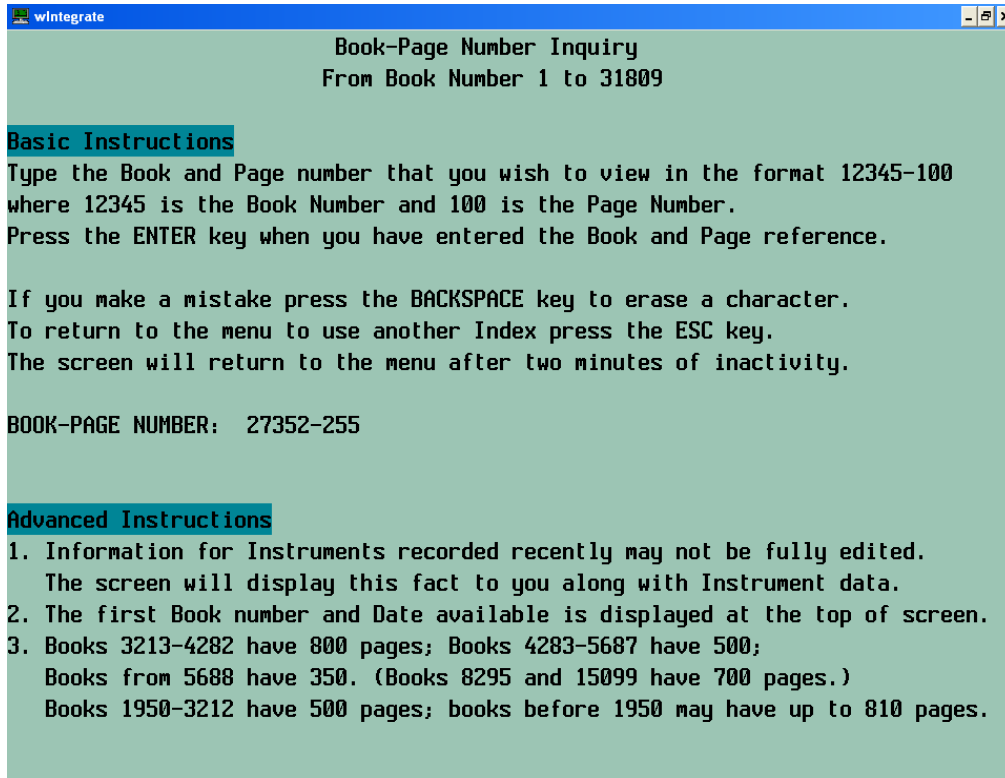 wIntegrate
Book-Page Number Inquiry
From Book Number 1 to 31809
Basic Instructions
Type the Book and Page number that you wish to view in the format 12345-100
where 12345 is the Book Number and 100 is the Page Number.
Press the ENTER key when you have entered the Book and Page reference.
If you make a mistake press the BACKSPACE key to erase a character.
To return to the menu to use another Index press the ESC key.
The screen will return to the menu after two minutes of inactivity.
BOOK-PAGE NUMBER: 27352-255
Advanced Instructions
1. Information for Instruments recorded recently may not be fully edited.
The screen will display this fact to you along with Instrument data.
2. The first Book number and Date available is displayed at the top of screen.
3. Books 3213-4282 have 800 pages; Books 4283-5687 have 500;
Books from 5688 have 350. (Books 8295 and 15099 have 700 pages.)
Books 1950-3212 have 500 pages; books before 1950 may have up to 810 pages.